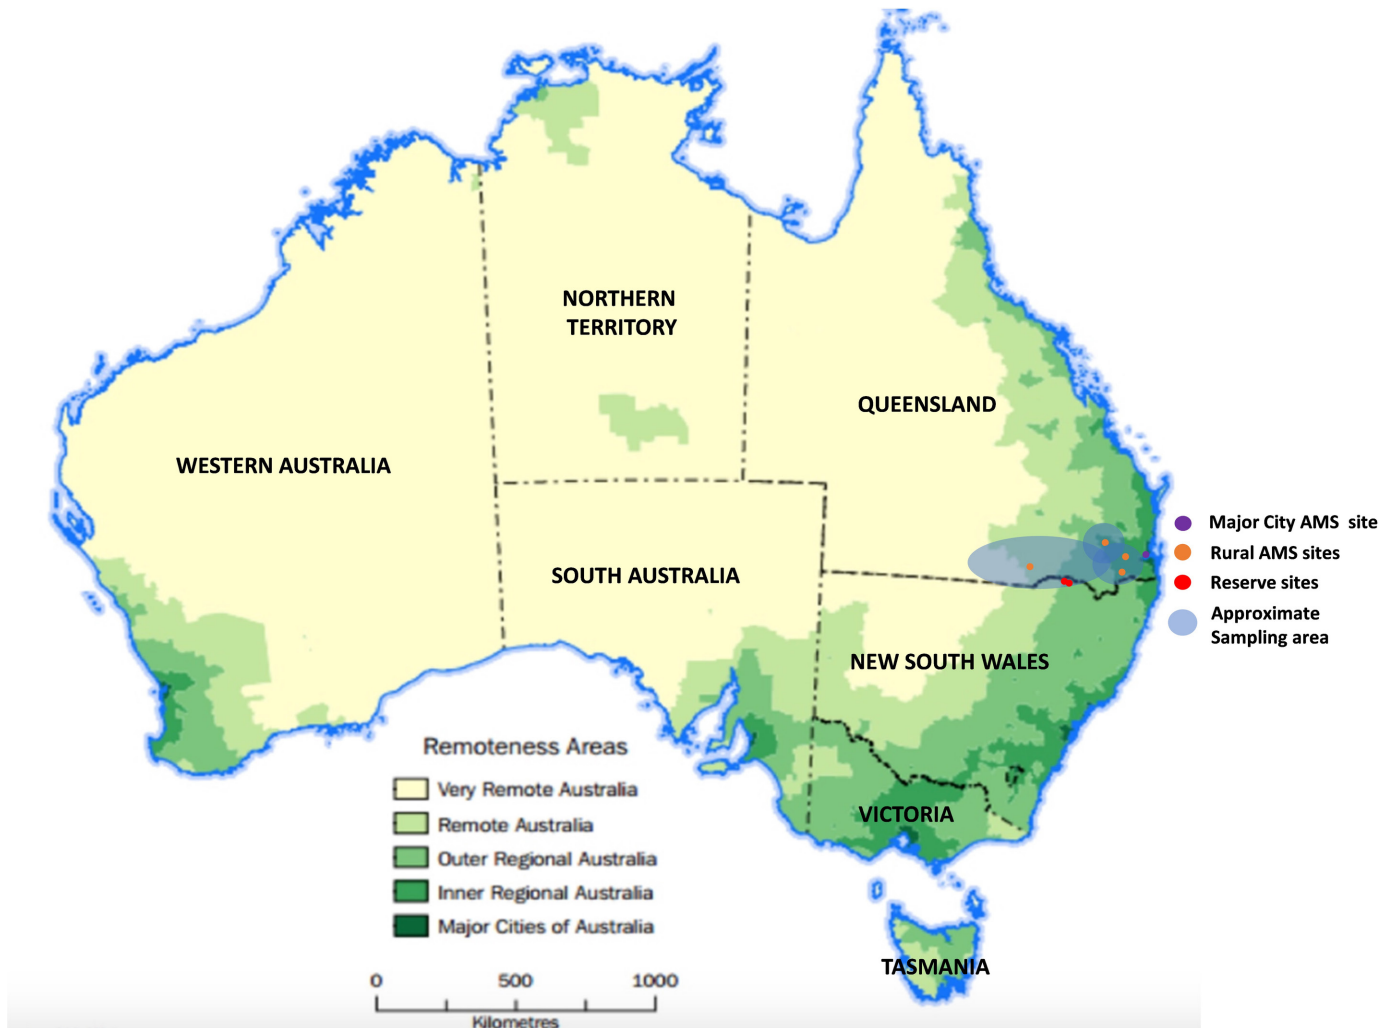 NORTHERN
TERRITORY
QUEENSLAND
WESTERN AUSTRALIA
Major City AMS site
Rural AMS sites
SOUTH AUSTRALIA
Reserve sites
Approximate
Sampling area
NEW SOUTH WALES
Remoteness Areas
Very Remote Australia
Remote Australia
VICTORIA
Outer Regional Australia
Inner Regional Australia
Major Cities of Australia
TASMANIA
0 500 1000
Kilometres